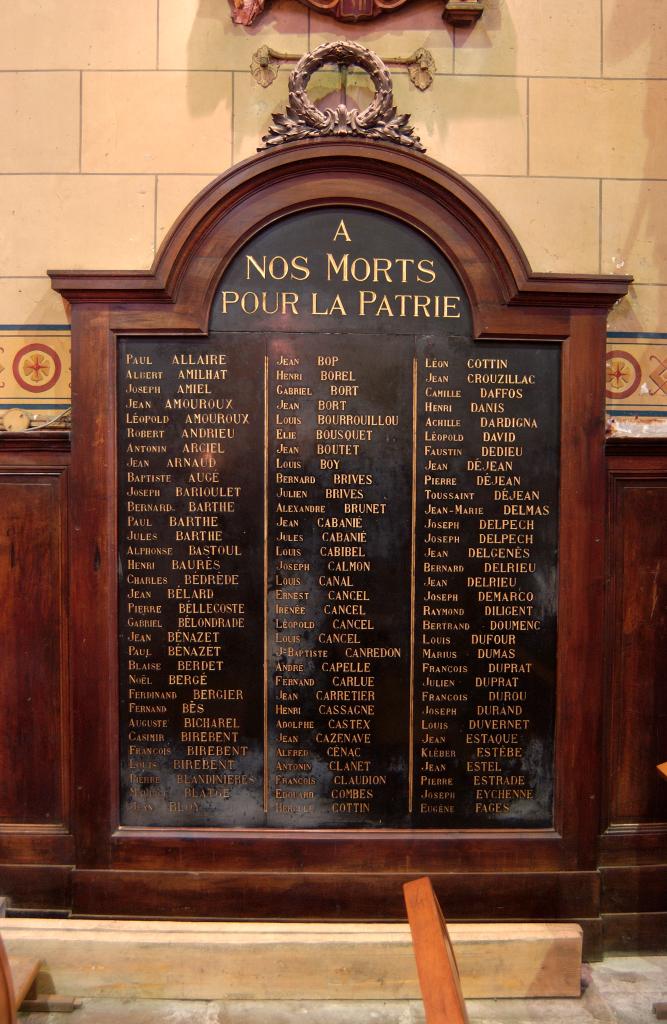 A
NOS MORTS
POUR LA PATRIE
PAUL ALLAIRE
ALBERT AMILHAT
JOSEPH AMIEL
JEAN AMOUROUX
LÉOPOLD AMOUROUX
ROBERT ANDRIEU
ANTONIN ARCIEL
JEAN ARNAUD
BAPTISTE AUGÉ
JOSEPH BARIOULET
BERNARD BARTHE
PAUL BARTHE
JULES BARTHE
ALPHONSE BASTOUL
HENRI BAURÈS
CHARLES BÉDRÈDE
JEAN BÉLARD
PIERRE BELLECOSTE
GABRIEL BÉLONDRADE
JEAN BÉNAZET
PAUL BÉNAZET
BLAISE BERDET
NOËL BERGÉ
FERDINAND BERGIER
FERNAND BÈS
AUGUSTE BICHAREL
CASIMIR BIREBENT
FRANÇOIS BIREBENT
LOUIS BIREBENT
PIERRE BLANDINIÈRES
BLATGÉ
JEAN BLOY
JEAN BOP
HENRI BOREL
GABRIEL BORT
JEAN BORT
LOUIS BOURROUILLOU
ELIE BOUSQUET
JEAN BOUTET
LOUIS BOY
BERNARD BRIVES
JULIEN BRIVES
ALEXANDRE BRUNET
JEAN CABANIÉ
JULES CABANIÉ
LOUIS CABIBEL
JOSEPH CALMON
LOUIS CANAL
ERNEST CANCEL
IRENÉE CANCEL
LÉOPOLD CANCEL
LOUIS CANCEL
J-BAPTISTE CANREDON
ANDRE CAPELLE
FERNAND CARLUE
JEAN CARRETIER
HENRI CASSAGNE
ADOLPHE CASTEX
JEAN CAZENAVE
ALFRED CÉNAC
ANTONIN CLANET
FRANÇOIS CLAUDION
EDOUARD COMBES
HERCULE COTTIN
LÉON COTTIN
JEAN CROUZILLAC
CAMILLE DAFFOS
HENRI DANIS
ACHILLE DARDIGNA
LÉOPOLD DAVID
FAUSTIN DEDIEU
JEAN DÉJEAN
PIERRE DÉJEAN
TOUSSAINT DÉJEAN
JEAN-MARIE DELMAS
JOSEPH DELPECH
JOSEPH DELPECH
JEAN DELGENÈS
BERNARD DELRIEU
JEAN DELRIEU
JOSEPH DEMARCO
RAYMOND DILIGENT
BERTRAND DOUMENC
LOUIS DUFOUR
MARIUS DUMAS
FRANÇOIS DUPRAT
JULIEN DUPRAT
FRANÇOIS DUROU
JOSEPH DURAND
LOUIS DUVERNET
JEAN ESTAQUE
KLÉBER ESTÈBE
JEAN ESTEL
PIERRE ESTRADE
JOSEPH EYCHENNE
EUGÈNE FAGES